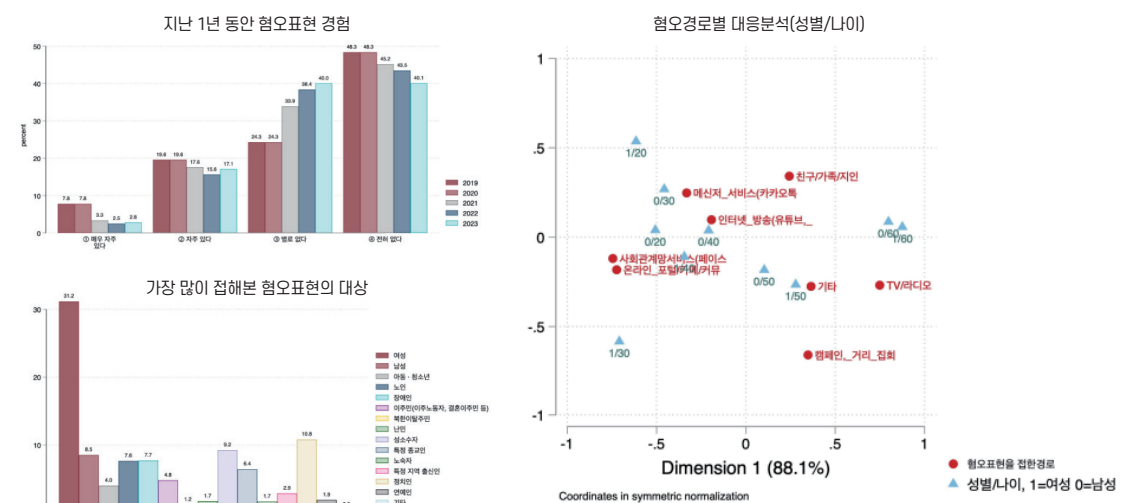 지난 1년 동안 혐오표현 경험
50
40
30
20
10
0
percent
7.8 7.8 3.3 2.5 2.8
19.6 19.6 17.6 15.6 17.1
24.3 24.3 33.9 38.4 40.0
48.3 48.3 45.2 43.5 40.1
① 매우 자주
있다
② 자주 있다
③ 별로 없다
④ 전혀 없다
2019
2020
2021
2022
2023
가장 많이 접해본 혐오표현의 대상
30
20
10
31.2
8.5
4.0
7.6
7.7
4.8
1.2
1.7
9.2
6.4
1.7
2.9
10.8
1.9
여성
남성
아동·청소년
노인
장애인
이주민(이주노동자, 결혼이주민 등)
북한이탈주민
난민
성소수자
특정 종교인
노숙자
특정 지역 출신인
정치인
연예인
혐오경로별 대응분석(성별/나이)
1
.5
0
-.5
-1
1/20
0/30
0/20
0/40
0/50
1/50
0/60
1/60
1/30
친구/가족/지인
메신저_서비스(카카오톡
인터넷_방송(유튜브,_
사회관계망서비스(페이스
온라인_포털/카페/커뮤
기타
TV/라디오
캠페인,_거리_집회
-1
-.5
0
.5
1
Dimension 1 (88.1%)
Coordinates in symmetric normalization
혐오표현을 접한경로
성별/나이, 1=여성 0=남성